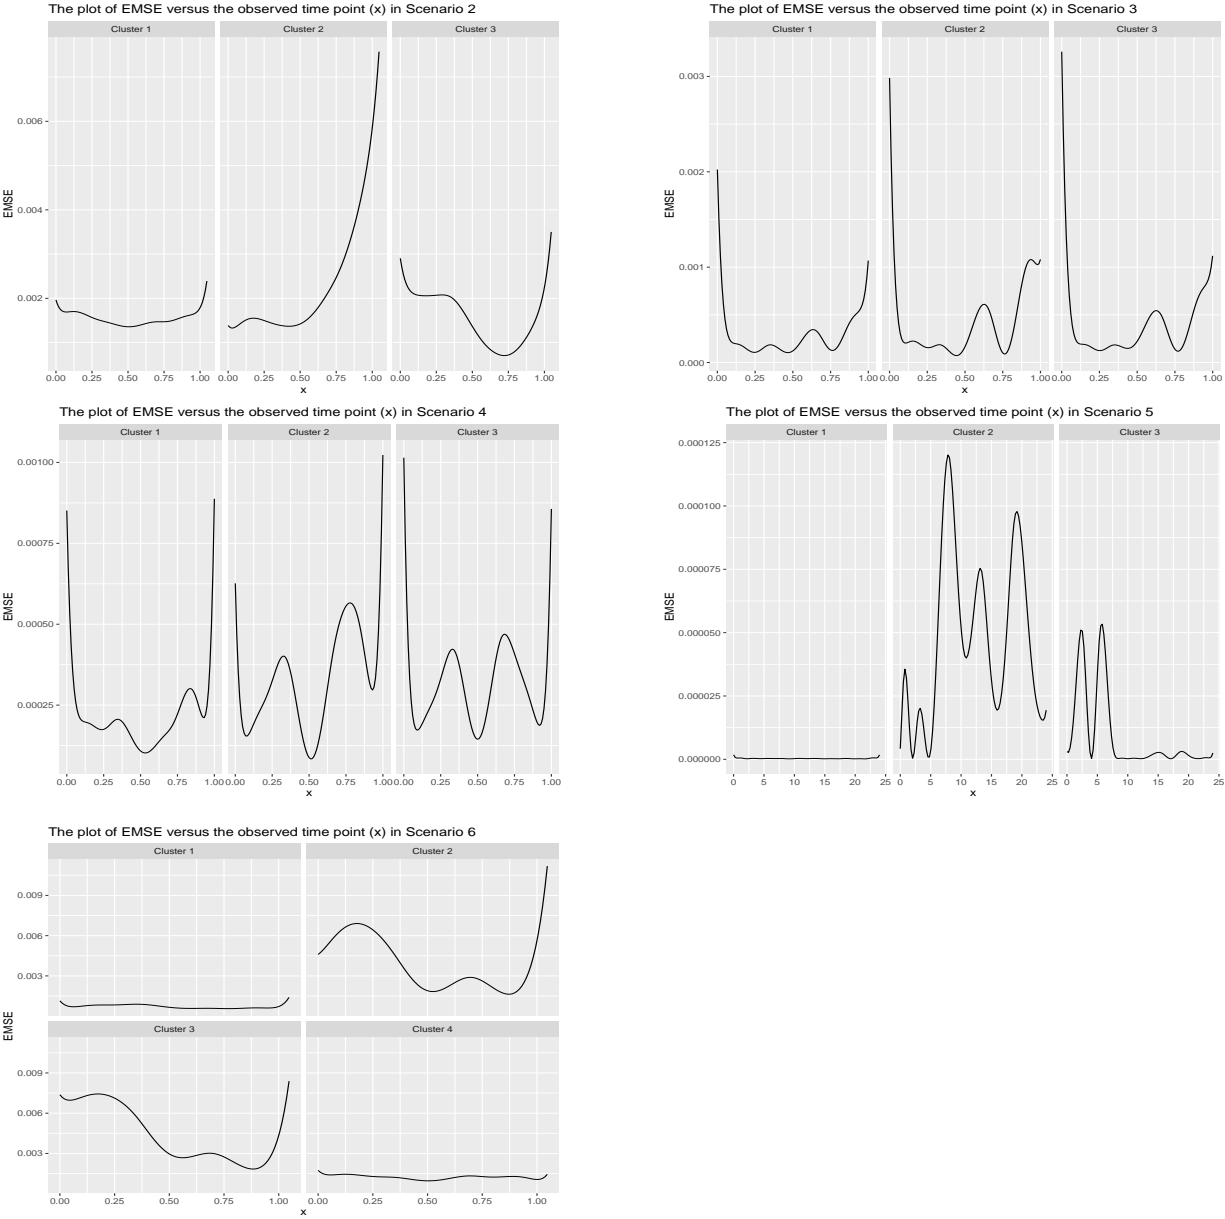 The plot of EMSE versus the observed time point (x) in Scenario 2
Cluster 1 Cluster 2 Cluster 3
0.006
0.004
0.002
EMSE
0.00 0.25 0.50 0.75 1.00 0.00 0.25 0.50 0.75 1.00 0.00 0.25 0.50 0.75 1.00
x
The plot of EMSE versus the observed time point (x) in Scenario 3
Cluster 1 Cluster 2 Cluster 3
0.003
0.002
0.001
0.000
EMSE
0.00 0.25 0.50 0.75 1.00 0.00 0.25 0.50 0.75 1.00 0.00 0.25 0.50 0.75 1.00
x
The plot of EMSE versus the observed time point (x) in Scenario 4
Cluster 1 Cluster 2 Cluster 3
0.00100
0.00075
0.00050
0.00025
EMSE
0.00 0.25 0.50 0.75 1.00 0.00 0.25 0.50 0.75 1.00 0.00 0.25 0.50 0.75 1.00
x
The plot of EMSE versus the observed time point (x) in Scenario 5
Cluster 1 Cluster 2 Cluster 3
0.000125
0.000100
0.000075
0.000050
0.000025
0.000000
EMSE
0 5 10 15 20 25 0 5 10 15 20 25 0 5 10 15 20 25
x
The plot of EMSE versus the observed time point (x) in Scenario 6
Cluster 1 Cluster 2
0.009
0.006
0.003
EMSE
Cluster 3 Cluster 4
0.009
0.006
0.003
0.00 0.25 0.50 0.75 1.00 0.00 0.25 0.50 0.75 1.00
x